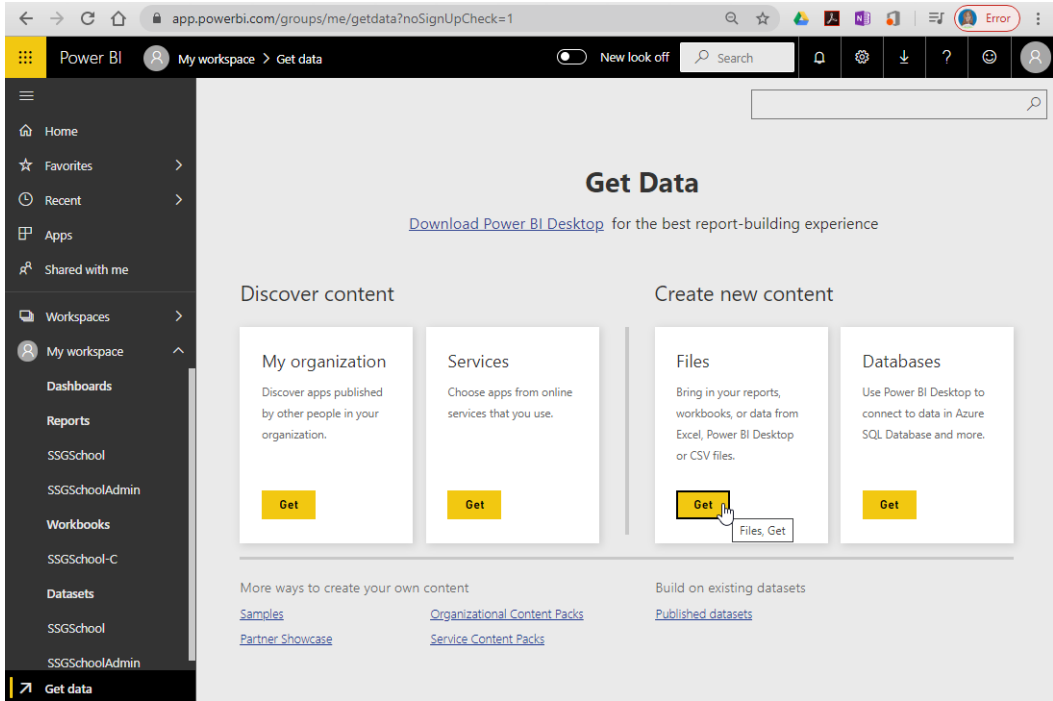 app.powerbi.com/groups/me/getdata?noSignUpCheck=1
Error
Power BI
My workspace > Get data
New look off
Search
Home
Favorites
Recent
Apps
Shared with me
Workspaces
My workspace
Dashboards
Reports
SSGSchool
SSGSchoolAdmin
Workbooks
SSGSchool-C
Datasets
SSGSchool
SSGSchoolAdmin
Get data
Get Data
Download Power BI Desktop for the best report-building experience
Discover content
My organization
Discover apps published
by other people in your
organization.
Get
Services
Choose apps from online
services that you use.
Get
Create new content
Files
Bring in your reports,
workbooks, or data from
Excel, Power BI Desktop
or CSV files.
Get
Files, Get
Databases
Use Power BI Desktop to
connect to data in Azure
SQL Database and more.
Get
More ways to create your own content
Samples
Organizational Content Packs
Partner Showcase
Service Content Packs
Build on existing datasets
Published datasets